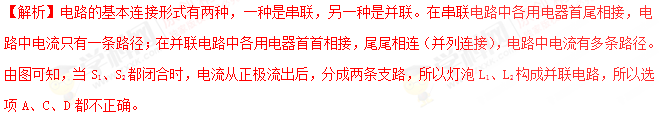 【解析】电路的基本连接形式有两种，一种是串联，另一种是并联。在串联电路中各用电器首尾相接，电
路中电流只有一条路径；在并联电路中各用电器首首相接，尾尾相连（并列连接），电路中电流有多条路径。
由图可知，当 S₁、S₂都闭合时，电流从正极流出后，分成两条支路，所以灯泡 L₁、L₂构成并联电路，所以选
项 A、C、D 都不正确。